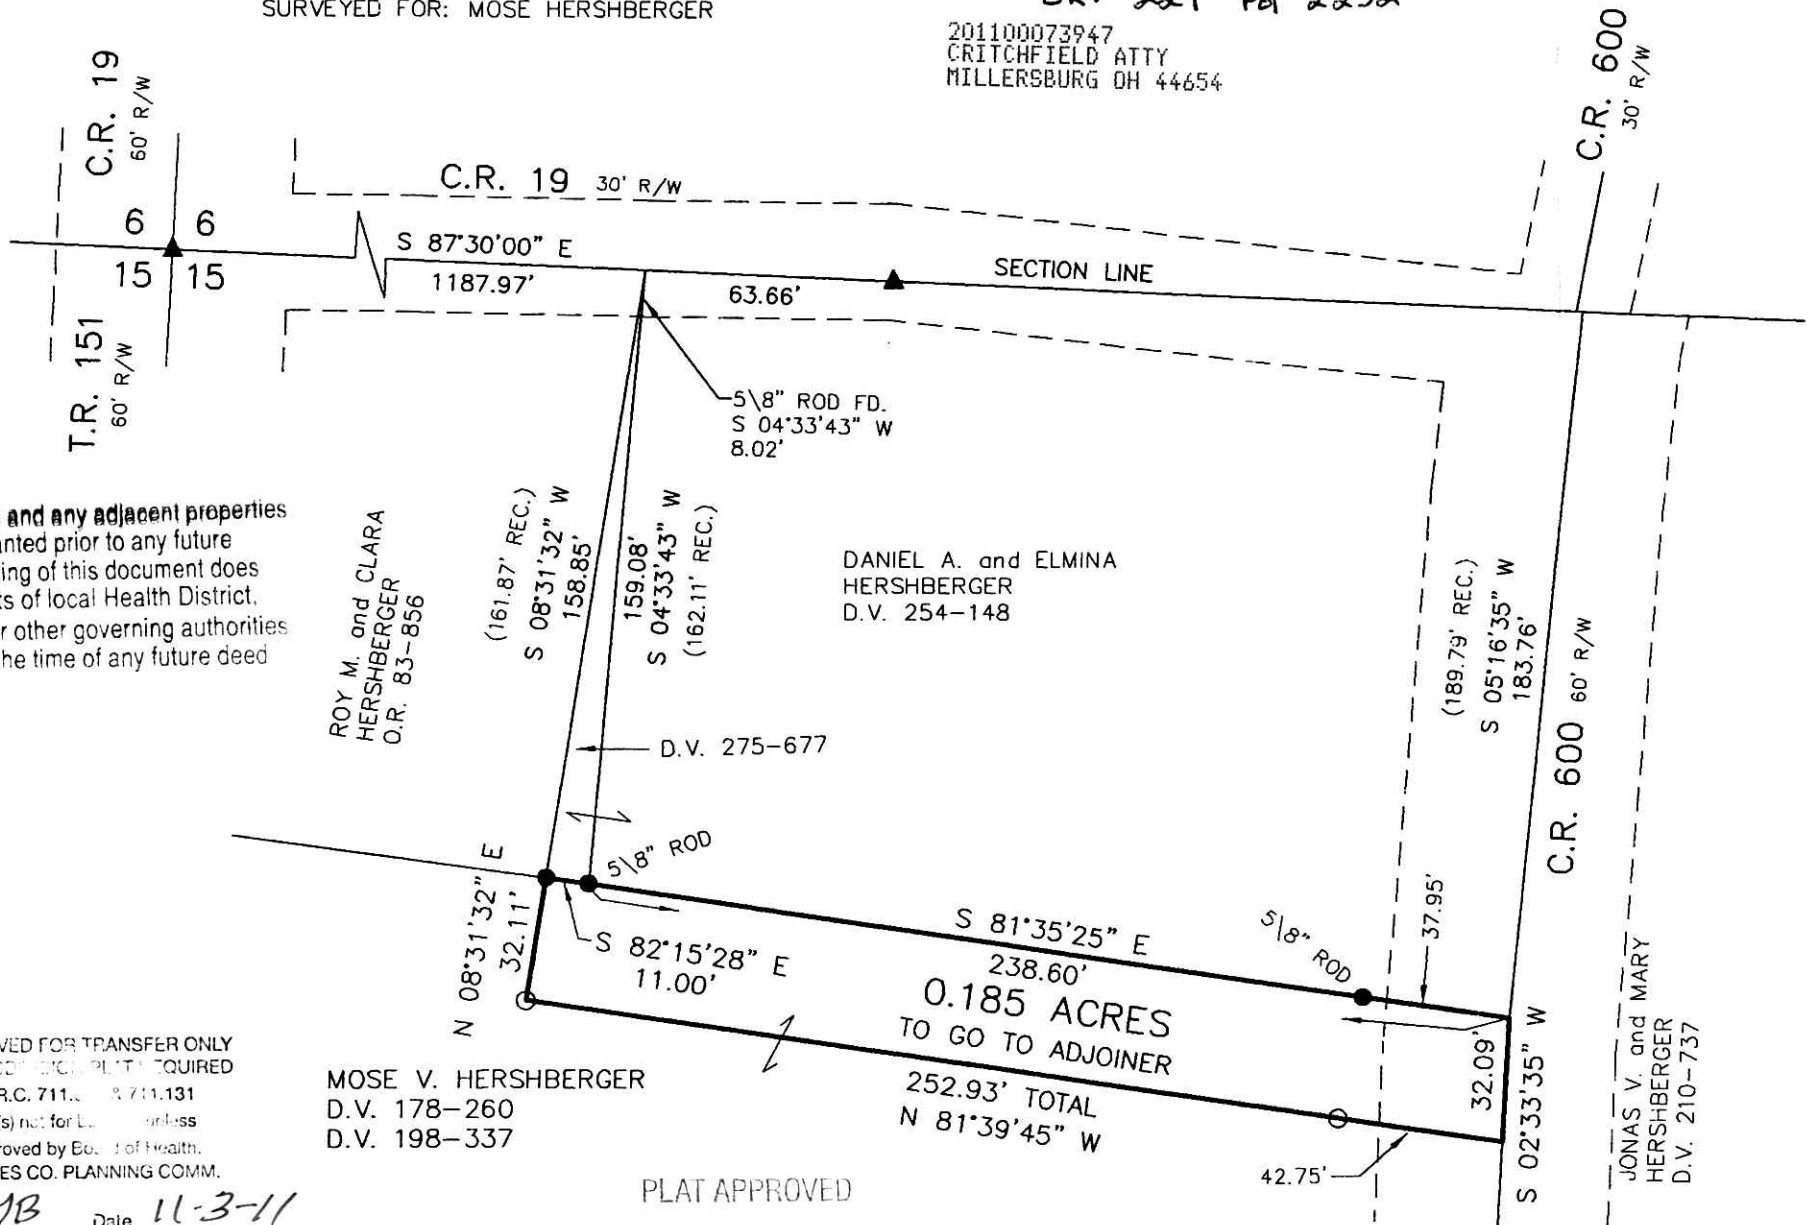 SURVEYED FOR: MOSE HERSHBERGER
201100073947
CRITCHFIELD ATTY
MILLERSBURG OH 44654
C.R. 19
60' R/W
C.R. 600
30' R/W
C.R. 19 30' R/W
6 6
15 15
T.R. 151
60' R/W
S 87°30'00" E
1187.97'
63.66'
SECTION LINE
5\8" ROD FD.
S 04°33'43" W
8.02'
and any adjacent properties
anted prior to any future
ing of this document does
ts of local Health District,
r other governing authorities
he time of any future deed
ROY M. and CLARA
HERSHBERGER
O.R. 83-856
(161.87' REC.)
S 08°31'32" W
158.85'
159.08'
S 04°33'43" W
(162.11' REC.)
DANIEL A. and ELMINA
HERSHBERGER
D.V. 254-148
(189.79' REC.)
S 05°16'35" W
183.76'
C.R. 600 60' R/W
D.V. 275-677
5\8" ROD
N 08°31'32" E
32.11'
S 82°15'28" E
11.00'
S 81°35'25" E
238.60'
0.185 ACRES
TO GO TO ADJOINER
252.93' TOTAL
N 81°39'45" W
5\8" ROD
37.95'
32.09'
S 02°33'35" W
42.75'
JONAS V. and MARY
HERSHBERGER
D.V. 210-737
MOSE V. HERSHBERGER
D.V. 178-260
D.V. 198-337
VED FOR TRANSFER ONLY
QUIRED
R.C. 711. & 711.131
(s) not for unless
roved by Bo of Health.
ES CO. PLANNING COMM.
Date 11-3-11
PLAT APPROVED